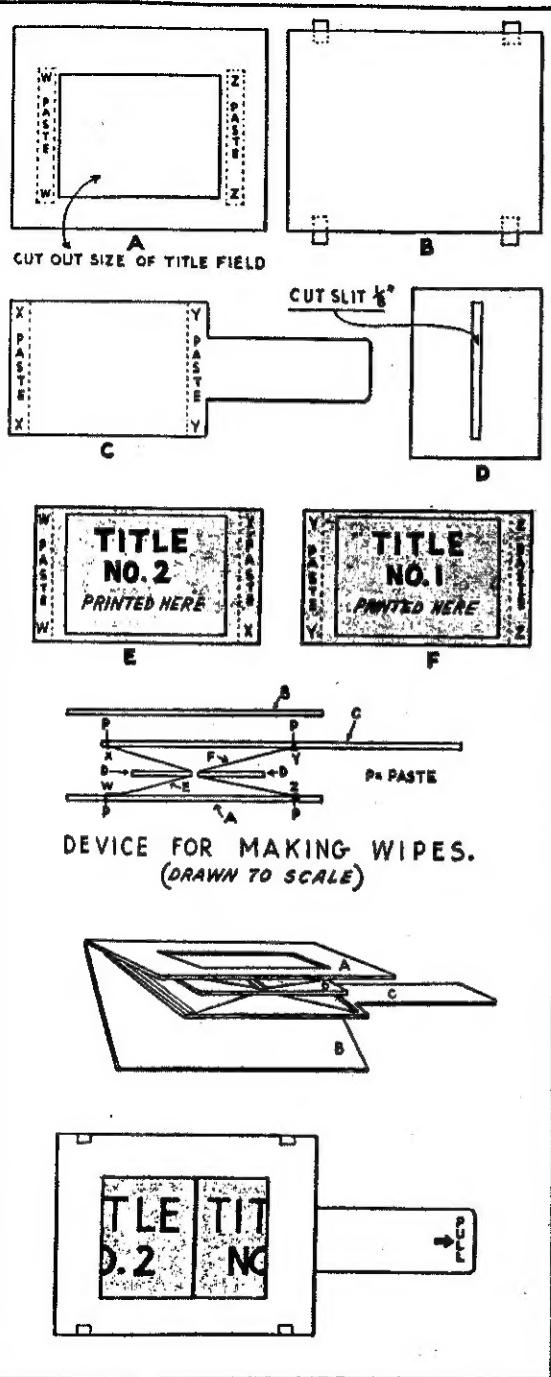 W PASTE W
Z PASTE Z
A
B
CUT OUT SIZE OF TITLE FIELD
X PASTE X
Y PASTE Y
C
CUT SLIT 1/8"
D
W PASTE W
TITLE
NO. 2
PRINTED HERE
X PASTE X
E
Y PASTE Y
TITLE
NO. 1
PRINTED HERE
Z PASTE Z
F
B
P
P
C
X
F
Y
D
D
P= PASTE
W
E
Z
P
A
P
DEVICE FOR MAKING WIPES.
(DRAWN TO SCALE)
A
D
C
B
TLE TIT
O. 2 NO
PULL